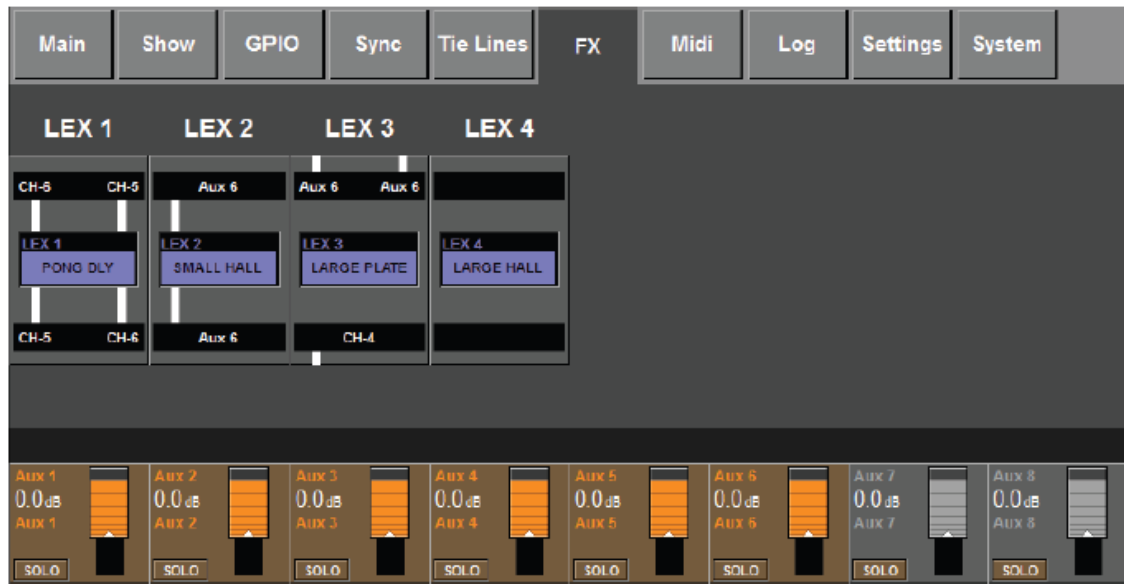 Main Show GPIO Sync Tie Lines FX Midi Log Settings System
LEX 1 LEX 2 LEX 3 LEX 4
CH-6 CH-5 Aux 6 Aux 6 Aux 6
LEX 1 LEX 2 LEX 3 LEX 4
PONG DLY SMALL HALL LARGE PLATE LARGE HALL
CH-5 CH-6 Aux 6 CH-4
Aux 1 Aux 2 Aux 3 Aux 4 Aux 5 Aux 6 Aux 7 Aux 8
0.0dB 0.0dB 0.0dB 0.0dB 0.0dB 0.0dB 0.0dB 0.0dB
Aux 1 Aux 2 Aux 3 Aux 4 Aux 5 Aux 6 Aux 7 Aux 8
SOLO SOLO SOLO SOLO SOLO SOLO SOLO SOLO